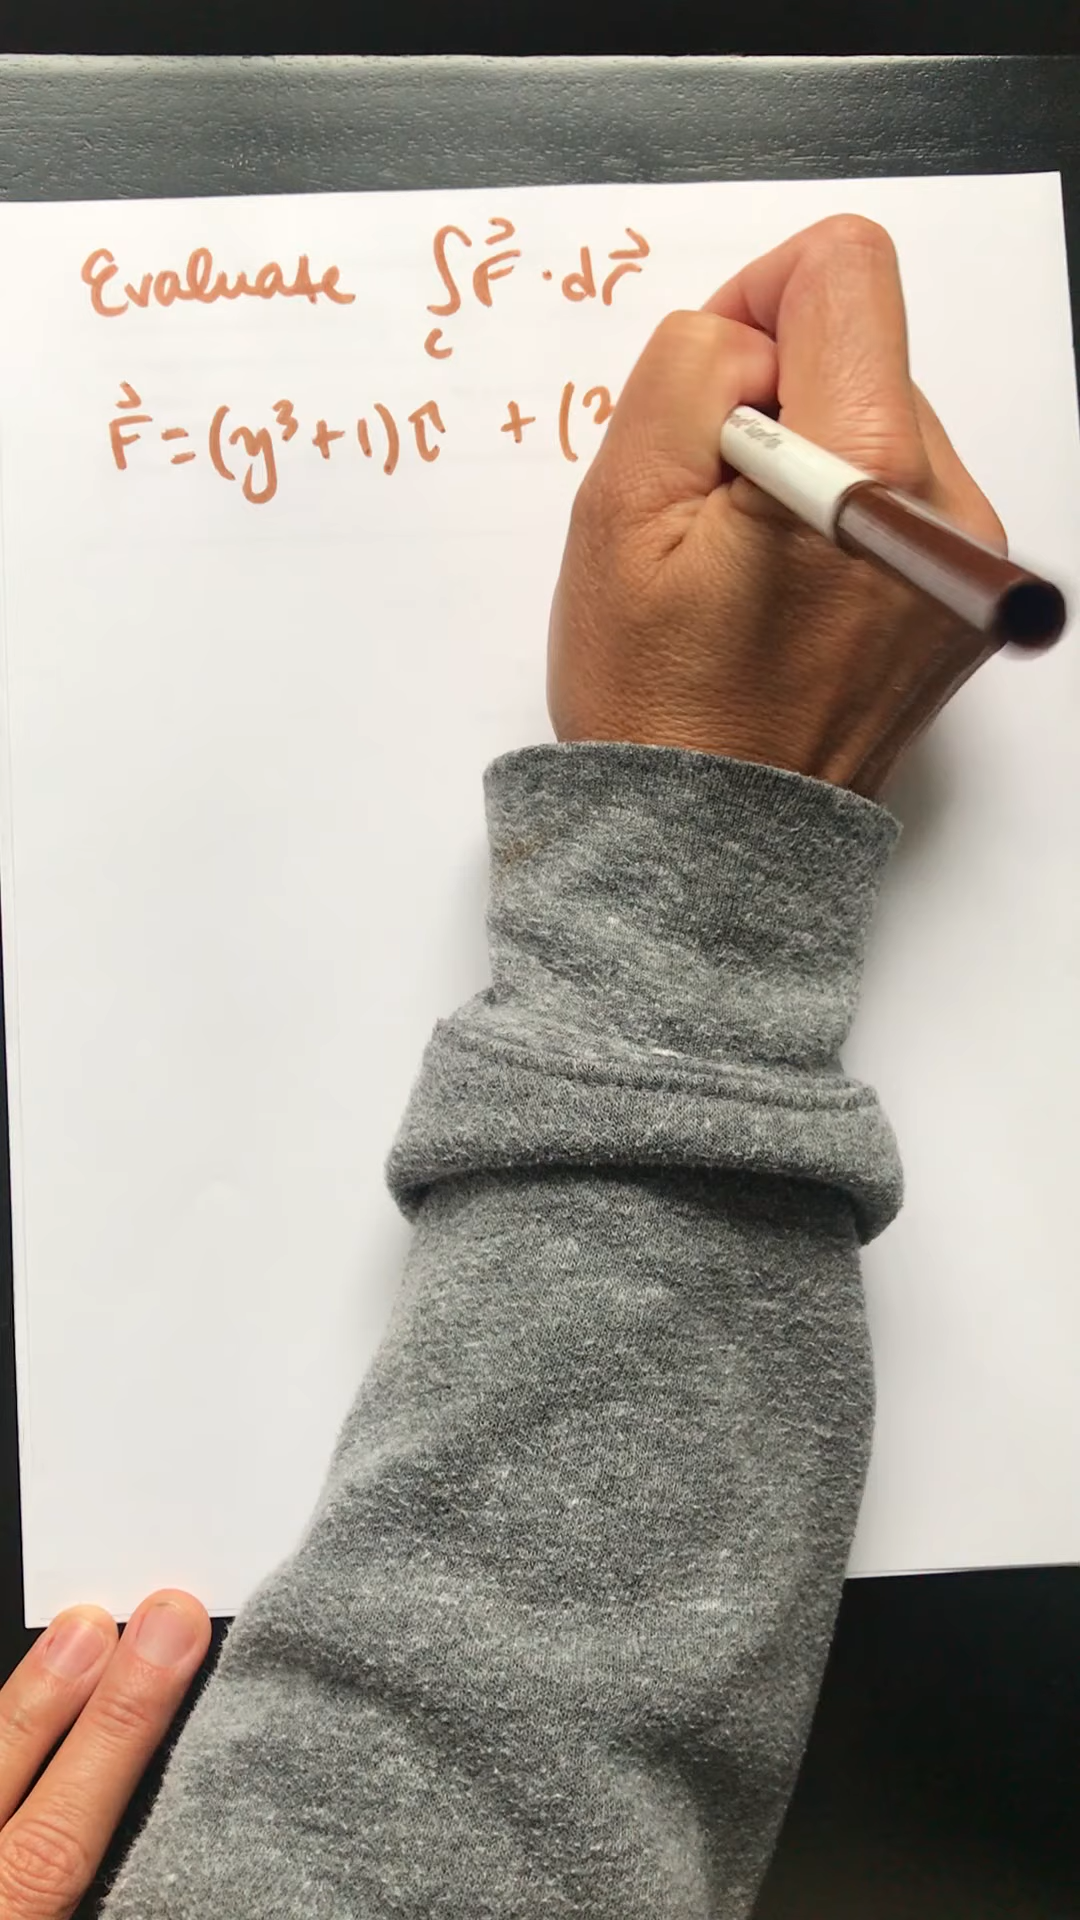 Evaluate ∫_C F⃗ · dr⃗
F⃗ = (y³ + 1) î + (